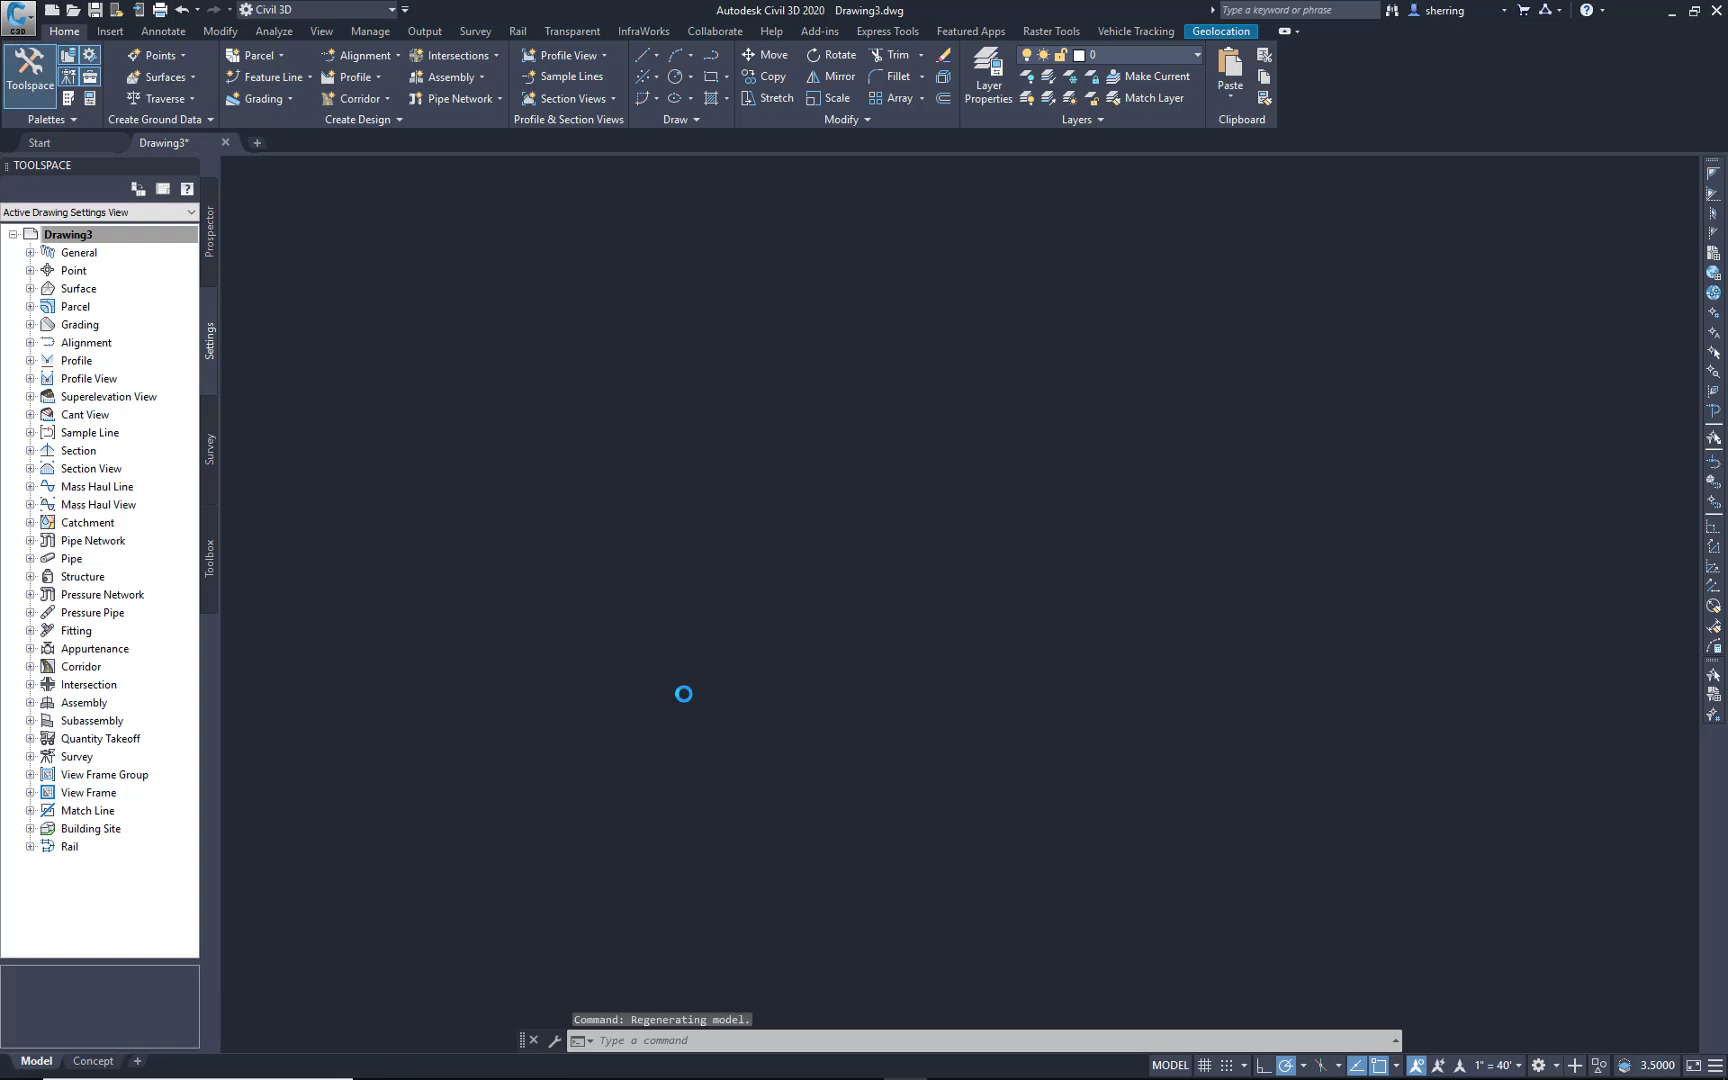 Civil 3D
Autodesk Civil 3D 2020 Drawing3.dwg
Type a keyword or phrase
sherring
C3D
Home Insert Annotate Modify Analyze View Manage Output Survey Rail Transparent InfraWorks Collaborate Help Add-ins Express Tools Featured Apps Raster Tools Vehicle Tracking Geolocation
Toolspace
Points
Surfaces
Traverse
Parcel
Feature Line
Grading
Alignment
Profile
Corridor
Intersections
Assembly
Pipe Network
Profile View
Sample Lines
Section Views
Move
Copy
Stretch
Rotate
Mirror
Scale
Trim
Fillet
Array
Layer
Properties
0
Make Current
Match Layer
Paste
Palettes Create Ground Data Create Design Profile & Section Views Draw Modify Layers Clipboard
Start Drawing3*
TOOLSPACE
Active Drawing Settings View
Drawing3
General
Point
Surface
Parcel
Grading
Alignment
Profile
Profile View
Superelevation View
Cant View
Sample Line
Section
Section View
Mass Haul Line
Mass Haul View
Catchment
Pipe Network
Pipe
Structure
Pressure Network
Pressure Pipe
Fitting
Appurtenance
Corridor
Intersection
Assembly
Subassembly
Quantity Takeoff
Survey
View Frame Group
View Frame
Match Line
Building Site
Rail
Prospector
Settings
Survey
Toolbox
Command: Regenerating model.
Type a command
Model Concept
MODEL 1" = 40' 3.5000